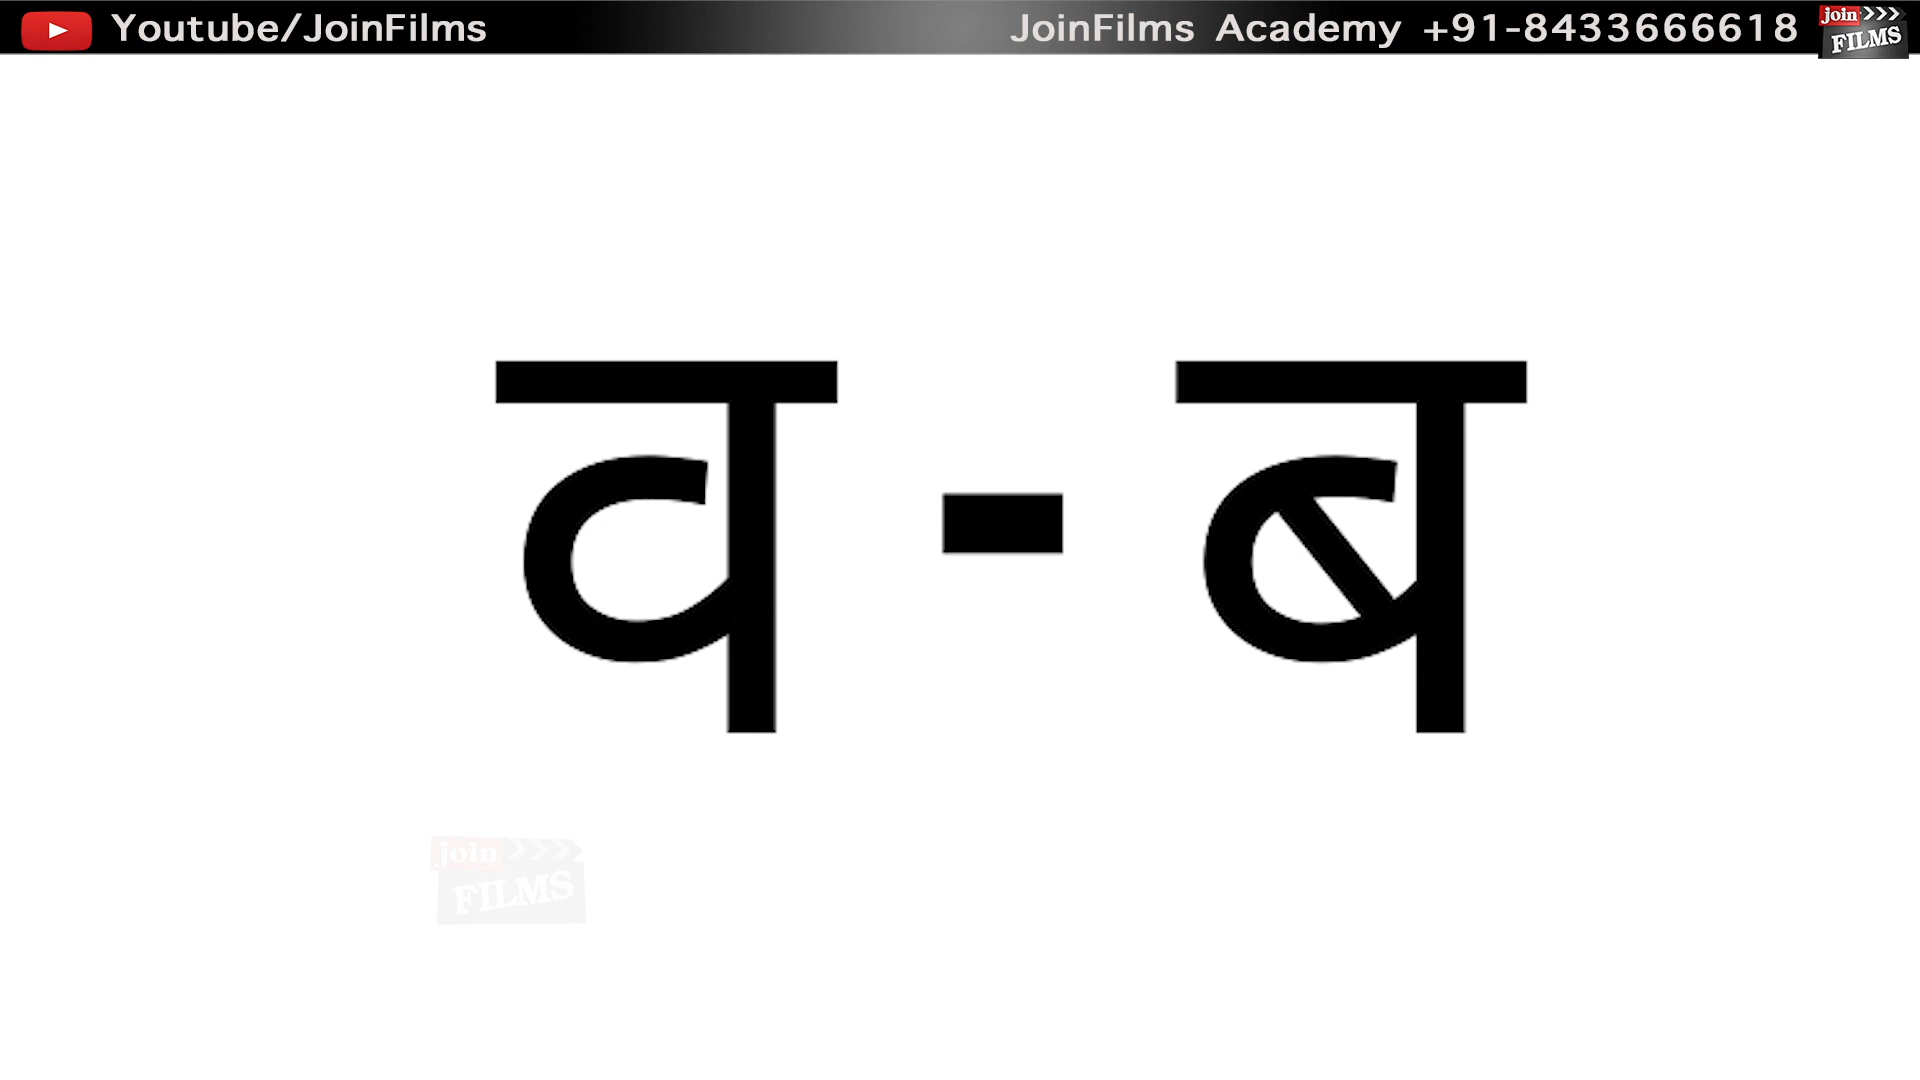 Youtube/JoinFilms
JoinFilms Academy +91-8433666618
join
FILMS
व - ब
join
FILMS